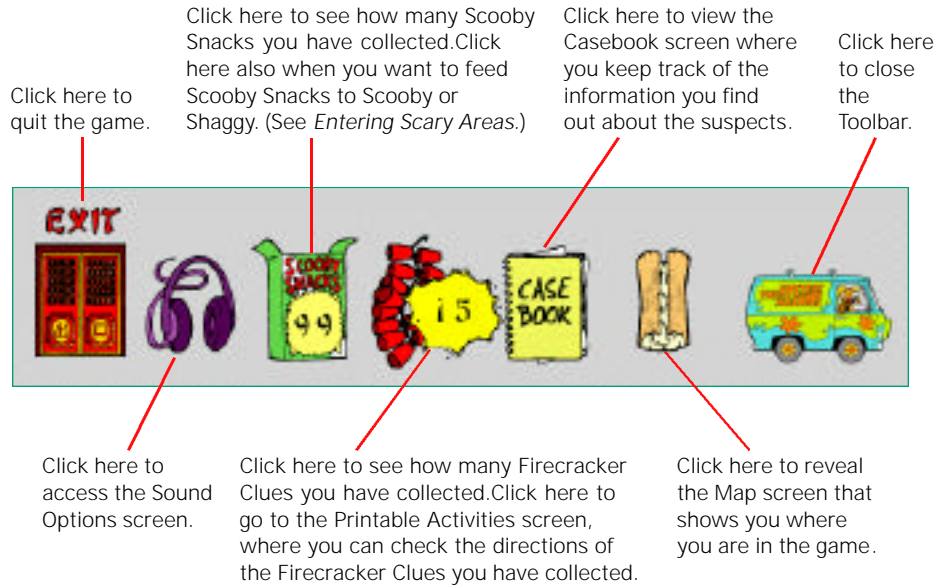 Click here to
quit the game.
Click here to see how many Scooby
Snacks you have collected.Click
here also when you want to feed
Scooby Snacks to Scooby or
Shaggy. (See Entering Scary Areas.)
Click here to view the
Casebook screen where
you keep track of the
information you find
out about the suspects.
Click here
to close
the
Toolbar.
EXIT
SCOOBY
SNACKS
99
15
CASE
BOOK
Click here to
access the Sound
Options screen.
Click here to see how many Firecracker
Clues you have collected.Click here to
go to the Printable Activities screen,
where you can check the directions of
the Firecracker Clues you have collected.
Click here to reveal
the Map screen that
shows you where
you are in the game.